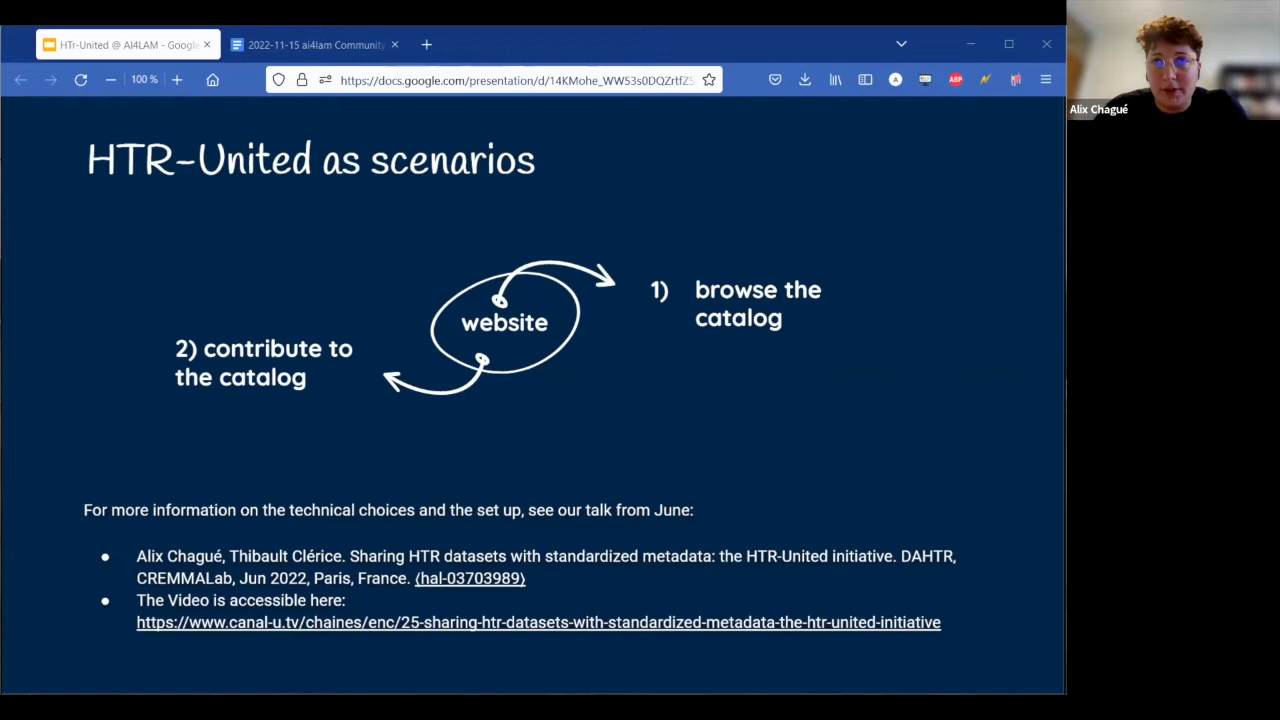 HTr-United @ AI4LAM - Google
2022-11-15 ai4lam Community
100 %
https://docs.google.com/presentation/d/14KMohe_WW53s0DQZrtfZ5
A
ABP
Alix Chagué
HTR-United as scenarios
website
1) browse the
catalog
2) contribute to
the catalog
For more information on the technical choices and the set up, see our talk from June:
● Alix Chagué, Thibault Clérice. Sharing HTR datasets with standardized metadata: the HTR-United initiative. DAHTR,
CREMMALab, Jun 2022, Paris, France. ⟨hal-03703989⟩
● The Video is accessible here:
https://www.canal-u.tv/chaines/enc/25-sharing-htr-datasets-with-standardized-metadata-the-htr-united-initiative